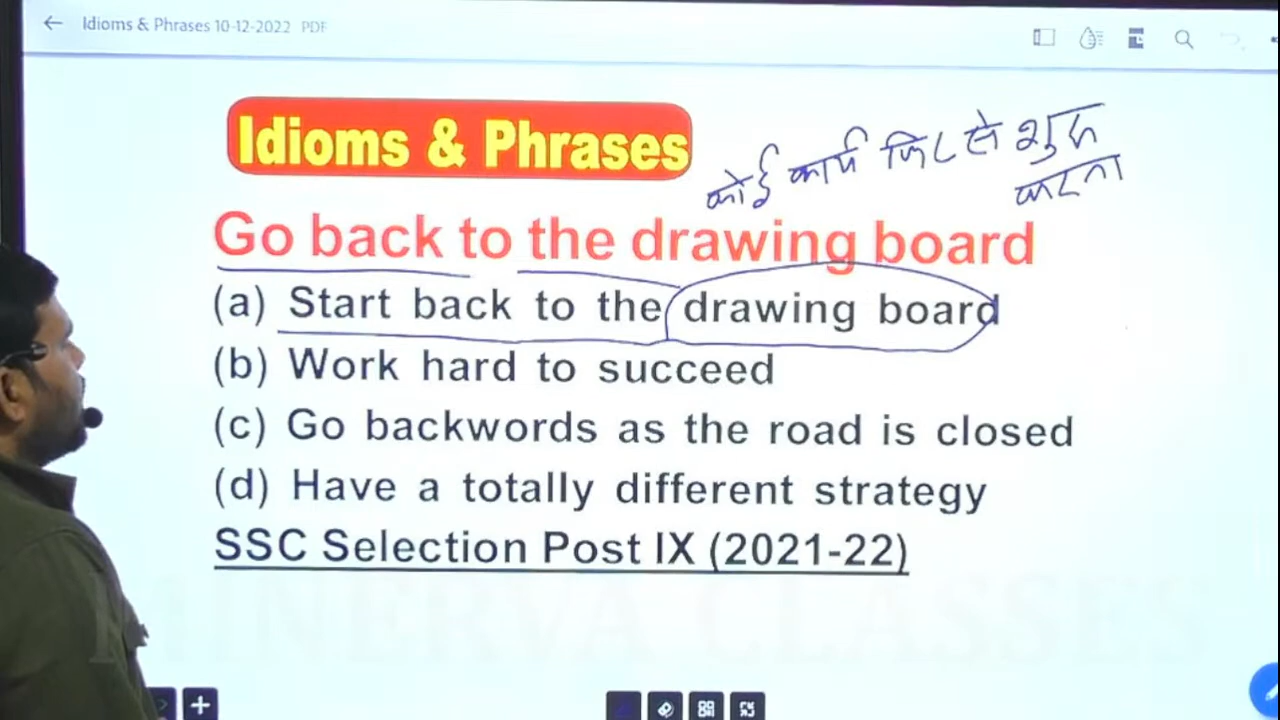 Idioms & Phrases 10-12-2022 PDF
Idioms & Phrases
कोई कार्य फिर से शुरू
करना
Go back to the drawing board
(a) Start back to the drawing board
(b) Work hard to succeed
(c) Go backwords as the road is closed
(d) Have a totally different strategy
SSC Selection Post IX (2021-22)
MINERVA CLASSES